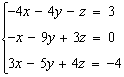 -4x - 4y - z = 3
-x - 9y + 3z = 0
3x - 5y + 4z = -4